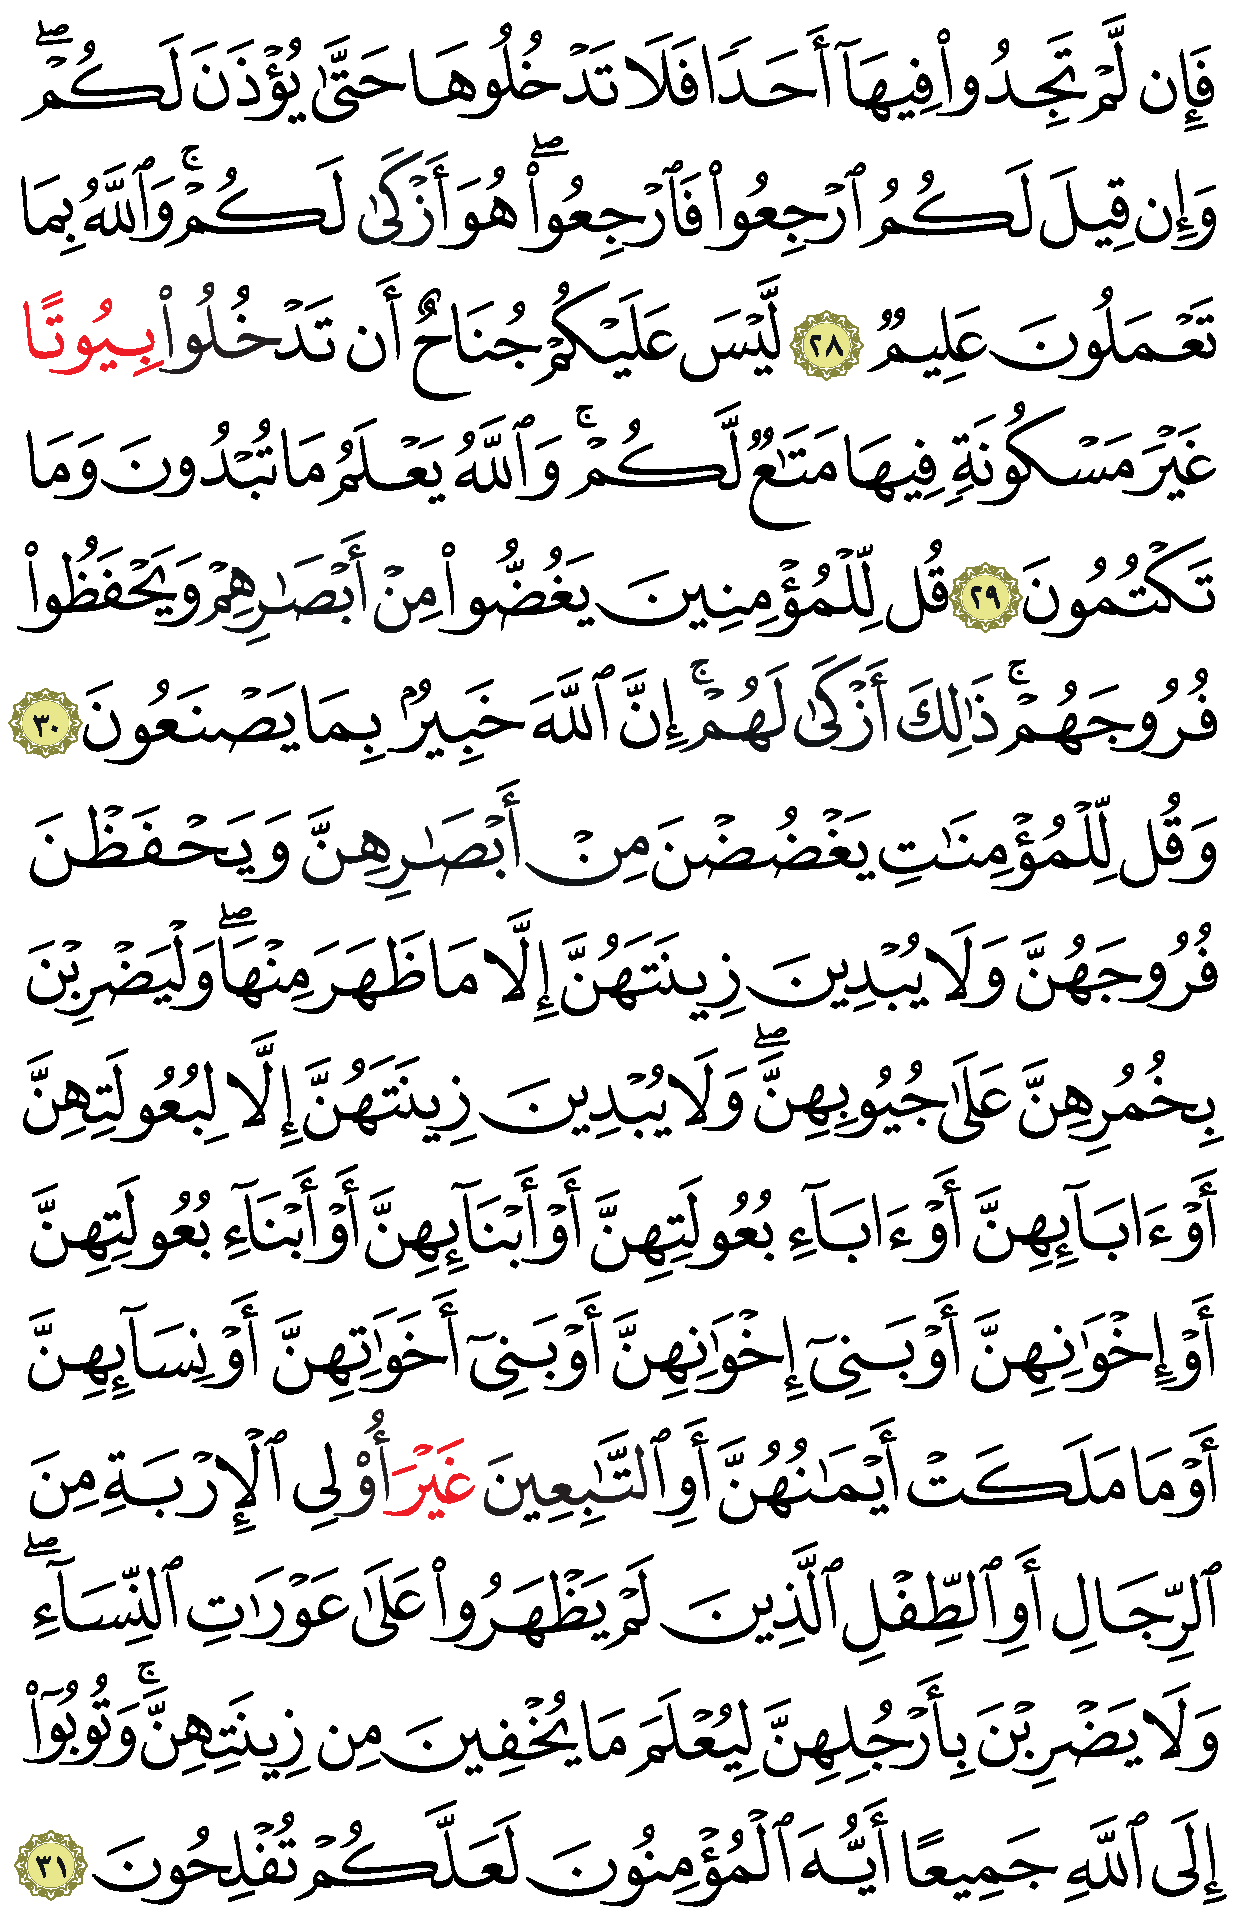 فَإِن لَّمْ تَجِدُوا۟ فِيهَآ أَحَدًا فَلَا تَدْخُلُوهَا حَتَّىٰ يُؤْذَنَ لَكُمْ ۖ
وَإِن قِيلَ لَكُمُ ٱرْجِعُوا۟ فَٱرْجِعُوا۟ ۖ هُوَ أَزْكَىٰ لَكُمْ ۚ وَٱللَّهُ بِمَا
تَعْمَلُونَ عَلِيمٌ ٢٨ لَّيْسَ عَلَيْكُمْ جُنَاحٌ أَن تَدْخُلُوا۟ بِيُوتًا
غَيْرَ مَسْكُونَةٍ فِيهَا مَتَـٰعٌ لَّكُمْ ۚ وَٱللَّهُ يَعْلَمُ مَا تُبْدُونَ وَمَا
تَكْتُمُونَ ٢٩ قُل لِّلْمُؤْمِنِينَ يَغُضُّوا۟ مِنْ أَبْصَـٰرِهِمْ وَيَحْفَظُوا۟
فُرُوجَهُمْ ۚ ذَٰلِكَ أَزْكَىٰ لَهُمْ ۚ إِنَّ ٱللَّهَ خَبِيرٌۢ بِمَا يَصْنَعُونَ ٣٠
وَقُل لِّلْمُؤْمِنَـٰتِ يَغْضُضْنَ مِنْ أَبْصَـٰرِهِنَّ وَيَحْفَظْنَ
فُرُوجَهُنَّ وَلَا يُبْدِينَ زِينَتَهُنَّ إِلَّا مَا ظَهَرَ مِنْهَا ۖ وَلْيَضْرِبْنَ
بِخُمُرِهِنَّ عَلَىٰ جُيُوبِهِنَّ ۖ وَلَا يُبْدِينَ زِينَتَهُنَّ إِلَّا لِبُعُولَتِهِنَّ
أَوْ ءَابَآئِهِنَّ أَوْ ءَابَآءِ بُعُولَتِهِنَّ أَوْ أَبْنَآئِهِنَّ أَوْ أَبْنَآءِ بُعُولَتِهِنَّ
أَوْ إِخْوَٰنِهِنَّ أَوْ بَنِىٓ إِخْوَٰنِهِنَّ أَوْ بَنِىٓ أَخَوَٰتِهِنَّ أَوْ نِسَآئِهِنَّ
أَوْ مَا مَلَكَتْ أَيْمَـٰنُهُنَّ أَوِ ٱلتَّـٰبِعِينَ غَيْرَ أُو۟لِى ٱلْإِرْبَةِ مِنَ
ٱلرِّجَالِ أَوِ ٱلطِّفْلِ ٱلَّذِينَ لَمْ يَظْهَرُوا۟ عَلَىٰ عَوْرَٰتِ ٱلنِّسَآءِ ۖ
وَلَا يَضْرِبْنَ بِأَرْجُلِهِنَّ لِيُعْلَمَ مَا يُخْفِينَ مِن زِينَتِهِنَّ ۚ وَتُوبُوٓا۟
إِلَى ٱللَّهِ جَمِيعًا أَيُّهَ ٱلْمُؤْمِنُونَ لَعَلَّكُمْ تُفْلِحُونَ ٣١